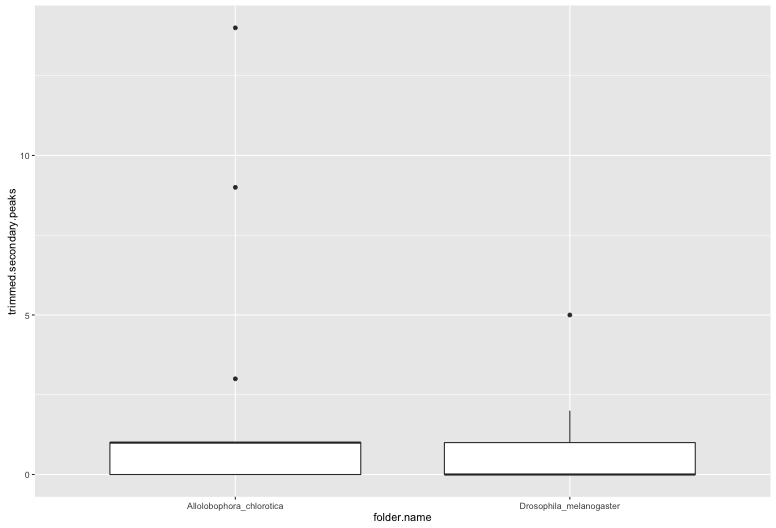 trimmed.secondary.peaks
10
5
0
Allolobophora_chlorotica
Drosophila_melanogaster
folder.name